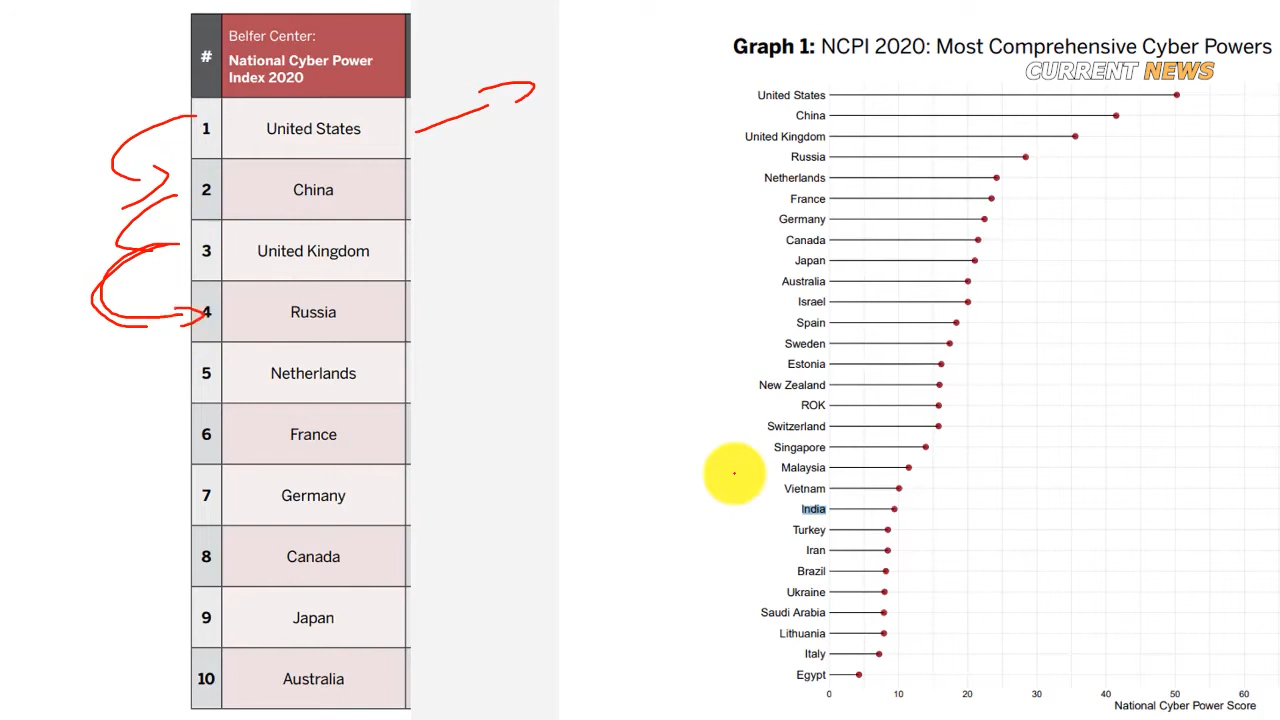 #
Belfer Center:
National Cyber Power
Index 2020
1 United States
2 China
3 United Kingdom
4 Russia
5 Netherlands
6 France
7 Germany
8 Canada
9 Japan
10 Australia
Graph 1: NCPI 2020: Most Comprehensive Cyber Powers
CURRENT NEWS
United States
China
United Kingdom
Russia
Netherlands
France
Germany
Canada
Japan
Australia
Israel
Spain
Sweden
Estonia
New Zealand
ROK
Switzerland
Singapore
Malaysia
Vietnam
India
Turkey
Iran
Brazil
Ukraine
Saudi Arabia
Lithuania
Italy
Egypt
0 10 20 30 40 50 60
National Cyber Power Score